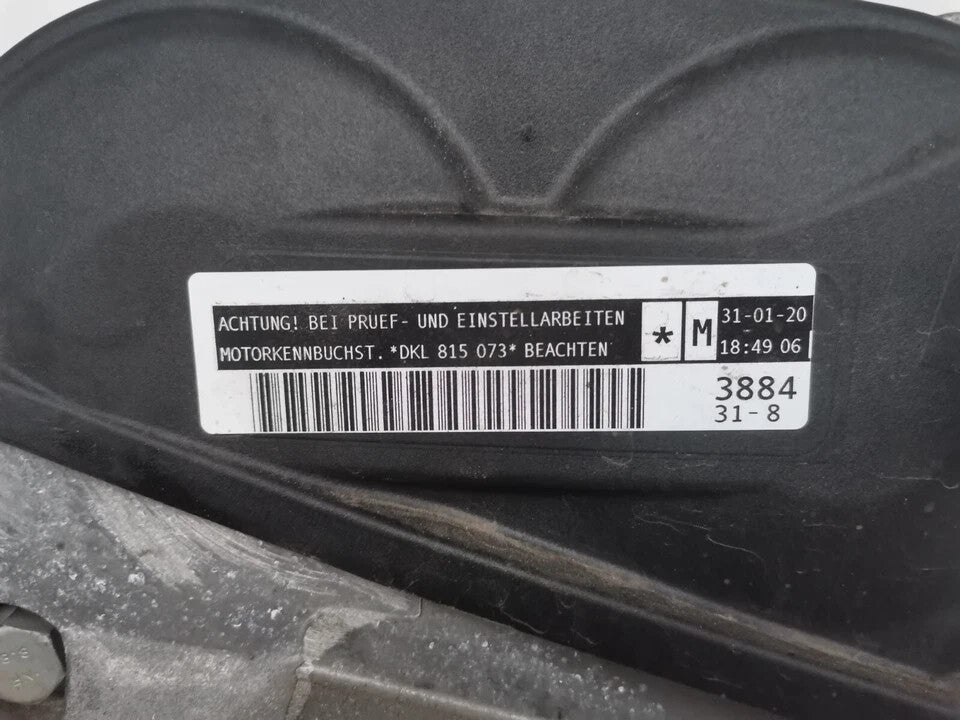 ACHTUNG! BEI PRUEF- UND EINSTELLARBEITEN
MOTORKENNBUCHST. *DKL 815 073* BEACHTEN
* M
31-01-20
18:49 06
3884
31-8